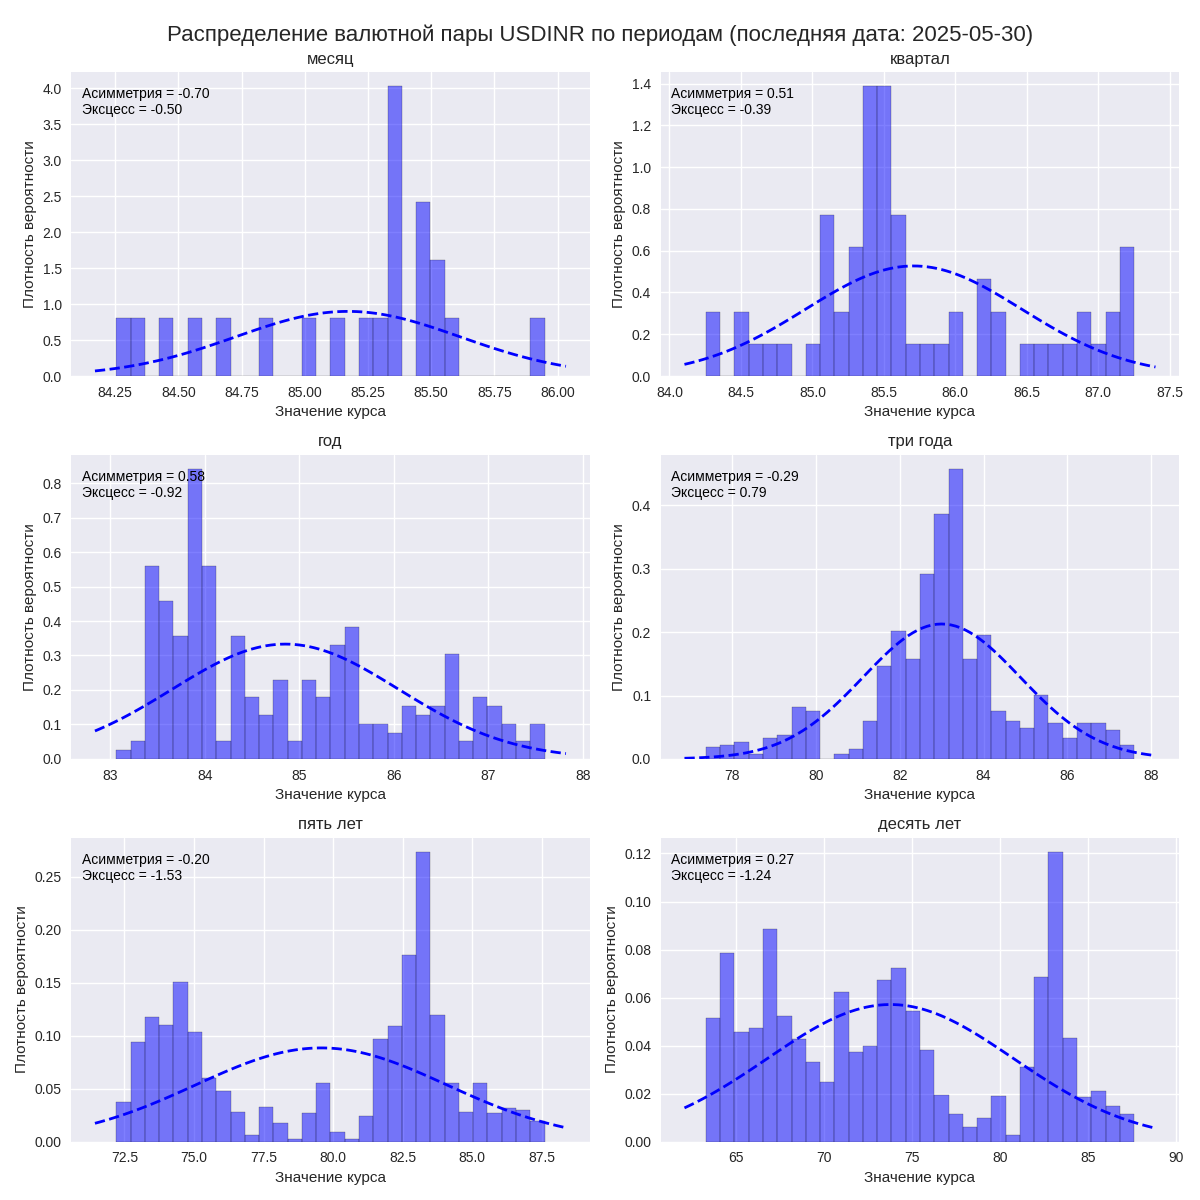 Распределение валютной пары USDINR по периодам (последняя дата: 2025-05-30)
месяц
Асимметрия = -0.70
Эксцесс = -0.50
Плотность вероятности
4.0
3.5
3.0
2.5
2.0
1.5
1.0
0.5
0.0
84.25 84.50 84.75 85.00 85.25 85.50 85.75 86.00
Значение курса
квартал
Асимметрия = 0.51
Эксцесс = -0.39
Плотность вероятности
1.4
1.2
1.0
0.8
0.6
0.4
0.2
0.0
84.0 84.5 85.0 85.5 86.0 86.5 87.0 87.5
Значение курса
год
Асимметрия = 0.58
Эксцесс = -0.92
Плотность вероятности
0.8
0.7
0.6
0.5
0.4
0.3
0.2
0.1
0.0
83 84 85 86 87 88
Значение курса
три года
Асимметрия = -0.29
Эксцесс = 0.79
Плотность вероятности
0.4
0.3
0.2
0.1
0.0
78 80 82 84 86 88
Значение курса
пять лет
Асимметрия = -0.20
Эксцесс = -1.53
Плотность вероятности
0.25
0.20
0.15
0.10
0.05
0.00
72.5 75.0 77.5 80.0 82.5 85.0 87.5
Значение курса
десять лет
Асимметрия = 0.27
Эксцесс = -1.24
Плотность вероятности
0.12
0.10
0.08
0.06
0.04
0.02
0.00
65 70 75 80 85 90
Значение курса